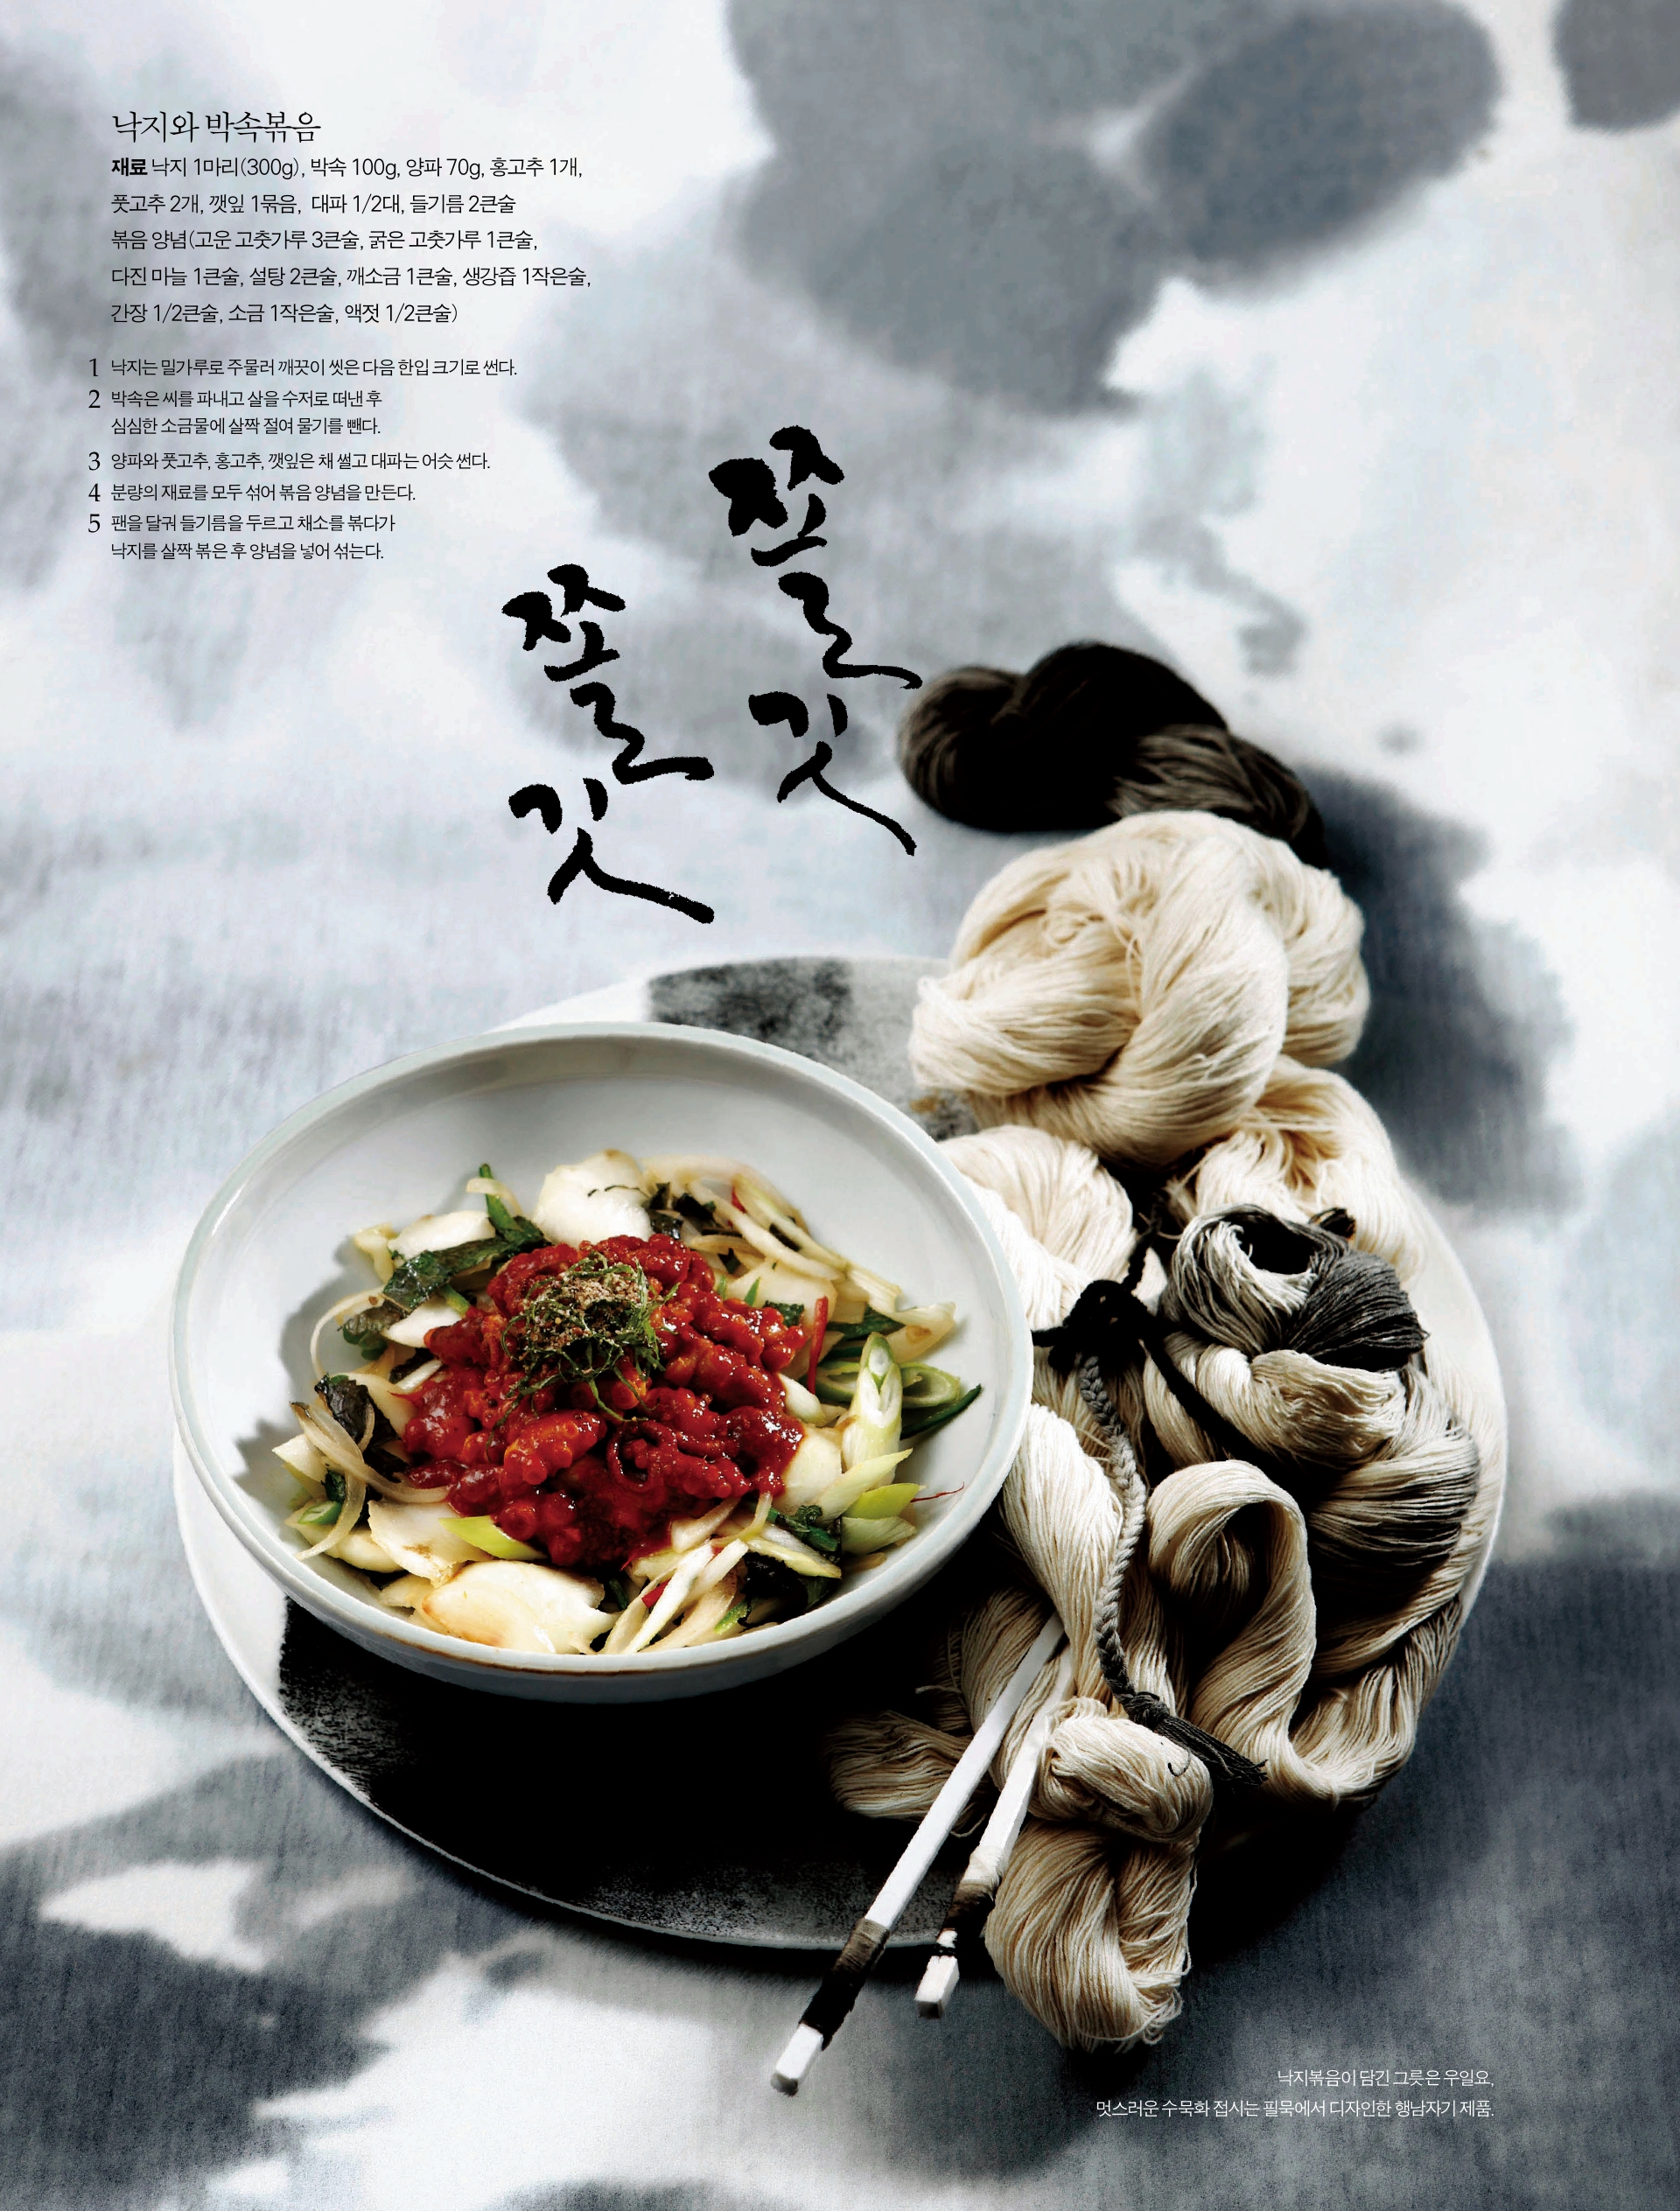 낙지와 박속볶음
재료 낙지 1마리(300g), 박속 100g, 양파 70g, 홍고추 1개,
풋고추 2개, 깻잎 1묶음, 대파 1/2대, 들기름 2큰술
볶음 양념(고운 고춧가루 3큰술, 굵은 고춧가루 1큰술,
다진 마늘 1큰술, 설탕 2큰술, 깨소금 1큰술, 생강즙 1작은술,
간장 1/2큰술, 소금 1작은술, 액젓 1/2큰술)
1 낙지는 밀가루로 주물러 깨끗이 씻은 다음 한입 크기로 썬다.
2 박속은 씨를 파내고 살을 수저로 떠낸 후
심심한 소금물에 살짝 절여 물기를 뺀다.
3 양파와 풋고추, 홍고추, 깻잎은 채 썰고 대파는 어슷 썬다.
4 분량의 재료를 모두 섞어 볶음 양념을 만든다.
5 팬을 달궈 들기름을 두르고 채소를 볶다가
낙지를 살짝 볶은 후 양념을 넣어 섞는다.
쫄깃
쫄깃
낙지볶음이 담긴 그릇은 우일요,
멋스러운 수묵화 접시는 필묵에서 디자인한 행남자기 제품.